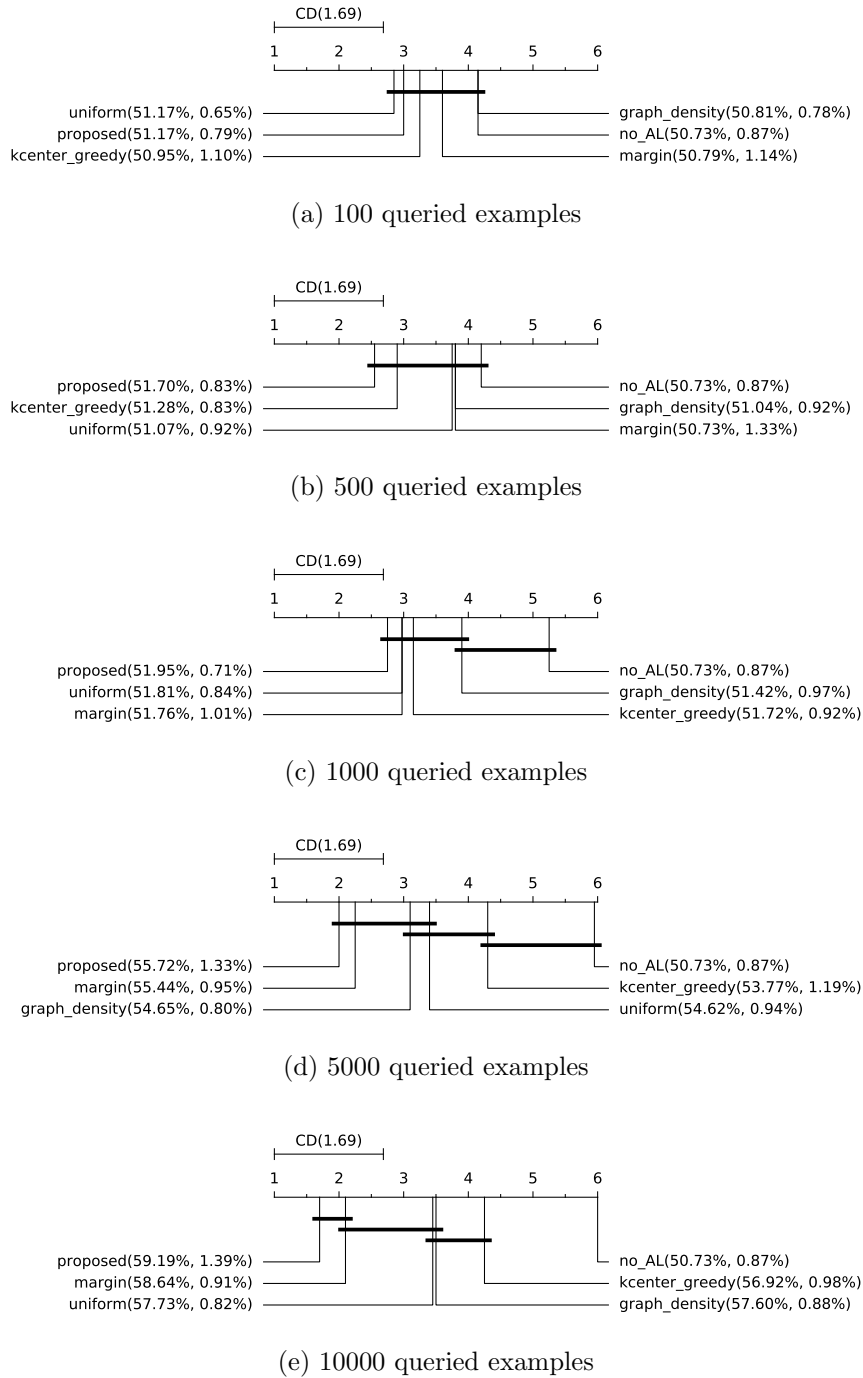 CD(1.69)
1 2 3 4 5 6
uniform(51.17%, 0.65%) graph_density(50.81%, 0.78%)
proposed(51.17%, 0.79%) no_AL(50.73%, 0.87%)
kcenter_greedy(50.95%, 1.10%) margin(50.79%, 1.14%)
(a) 100 queried examples
CD(1.69)
1 2 3 4 5 6
proposed(51.70%, 0.83%) no_AL(50.73%, 0.87%)
kcenter_greedy(51.28%, 0.83%) graph_density(51.04%, 0.92%)
uniform(51.07%, 0.92%) margin(50.73%, 1.33%)
(b) 500 queried examples
CD(1.69)
1 2 3 4 5 6
proposed(51.95%, 0.71%) no_AL(50.73%, 0.87%)
uniform(51.81%, 0.84%) graph_density(51.42%, 0.97%)
margin(51.76%, 1.01%) kcenter_greedy(51.72%, 0.92%)
(c) 1000 queried examples
CD(1.69)
1 2 3 4 5 6
proposed(55.72%, 1.33%) no_AL(50.73%, 0.87%)
margin(55.44%, 0.95%) kcenter_greedy(53.77%, 1.19%)
graph_density(54.65%, 0.80%) uniform(54.62%, 0.94%)
(d) 5000 queried examples
CD(1.69)
1 2 3 4 5 6
proposed(59.19%, 1.39%) no_AL(50.73%, 0.87%)
margin(58.64%, 0.91%) kcenter_greedy(56.92%, 0.98%)
uniform(57.73%, 0.82%) graph_density(57.60%, 0.88%)
(e) 10000 queried examples